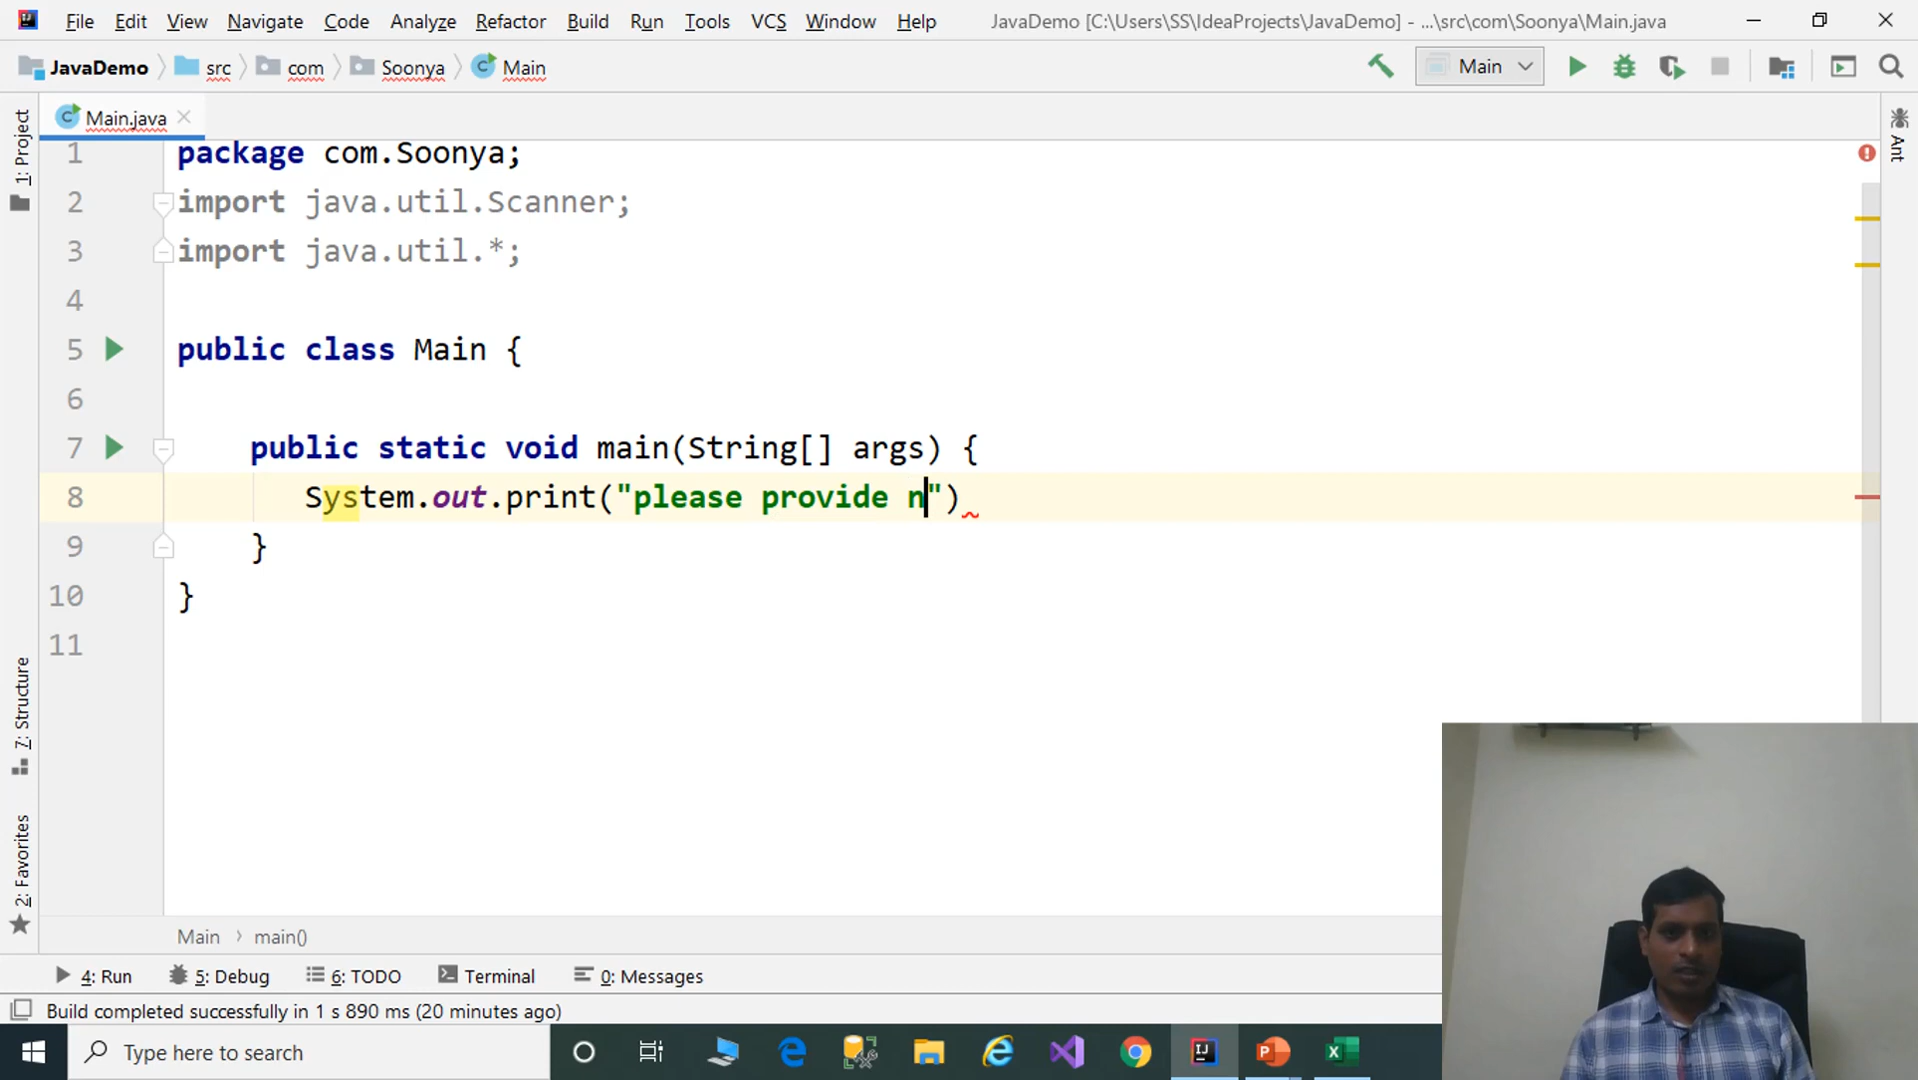 File Edit View Navigate Code Analyze Refactor Build Run Tools VCS Window Help JavaDemo [C:\Users\SS\IdeaProjects\JavaDemo] - ...\src\com\Soonya\Main.java
JavaDemo src com Soonya Main Main
Main.java
1 package com.Soonya;
2 import java.util.Scanner;
3 import java.util.*;
4
5 public class Main {
6
7 public static void main(String[] args) {
8 System.out.print("please provide n")
9 }
10 }
11
1: Project
7: Structure
2: Favorites
Ant
Main main()
4: Run 5: Debug 6: TODO Terminal 0: Messages
Build completed successfully in 1 s 890 ms (20 minutes ago)
Type here to search